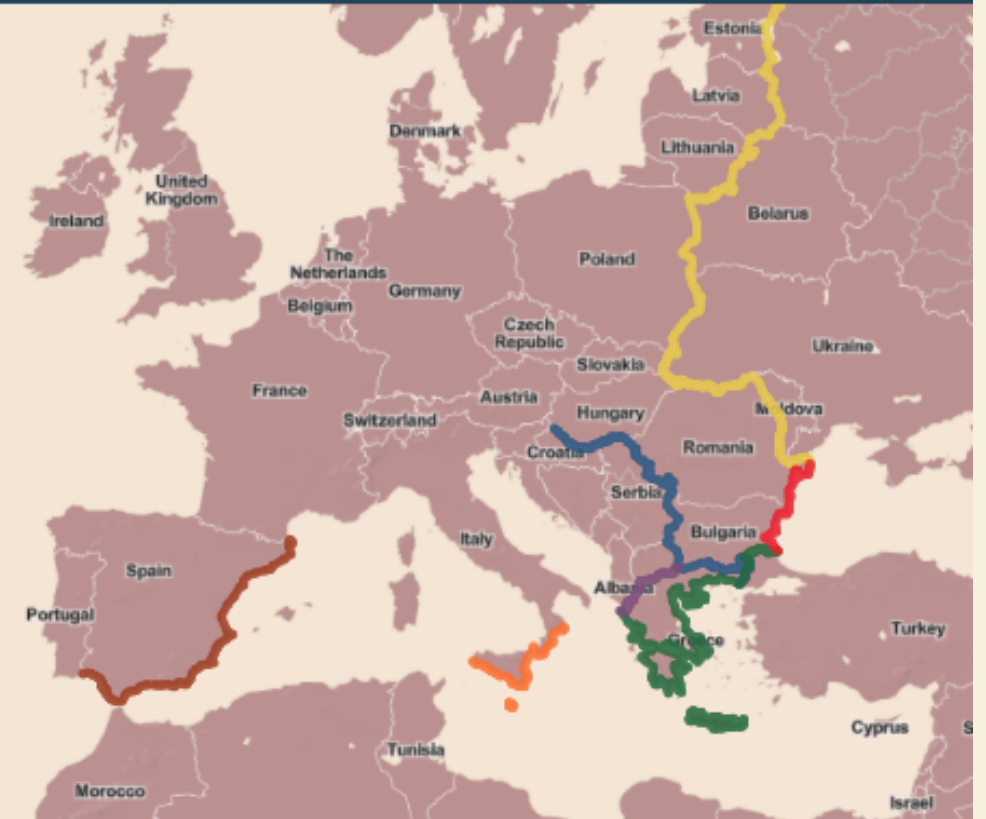 Estonia
Latvia
Denmark
Lithuania
United
Kingdom
Belarus
Ireland
The
Netherlands
Poland
Germany
Belgium
Czech
Republic
Ukraine
Slovakia
France
Austria
Moldova
Switzerland
Hungary
Romania
Croatia
Serbia
Bulgaria
Italy
Spain
Albania
Portugal
Turkey
Greece
Cyprus
S
Tunisia
Morocco
Israel